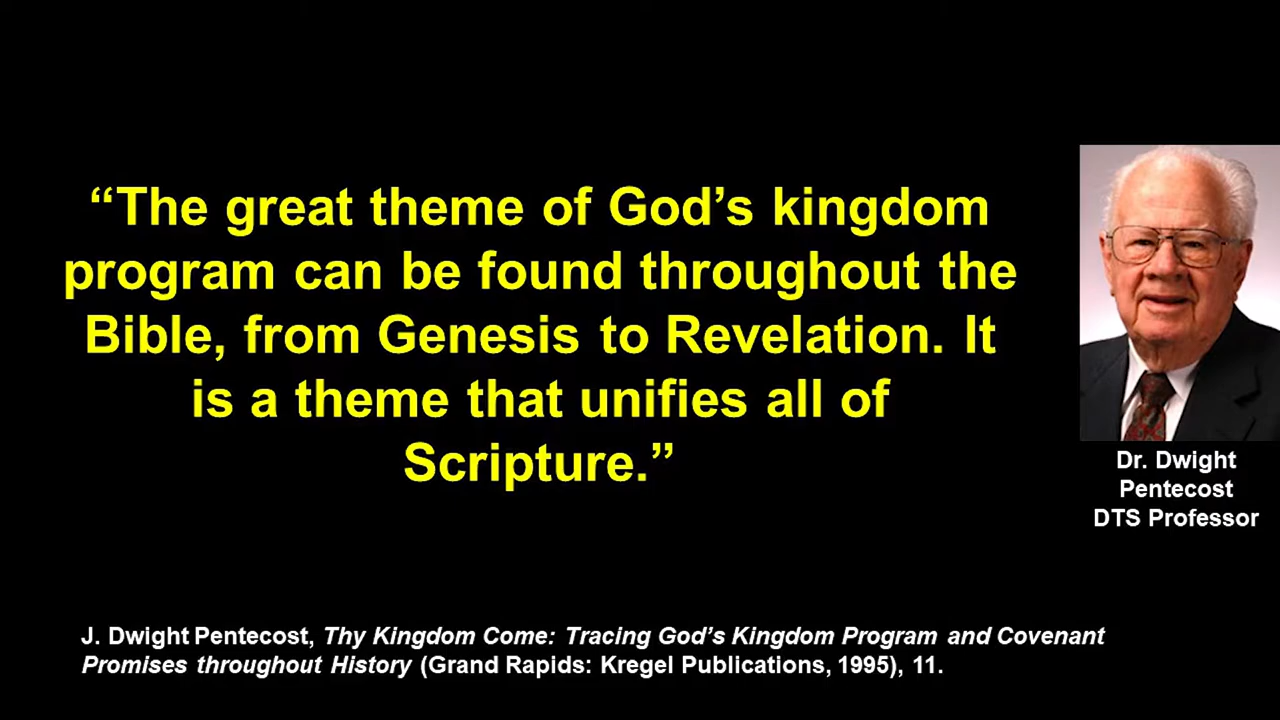 “The great theme of God’s kingdom
program can be found throughout the
Bible, from Genesis to Revelation. It
is a theme that unifies all of
Scripture.”
Dr. Dwight
Pentecost
DTS Professor
J. Dwight Pentecost, Thy Kingdom Come: Tracing God’s Kingdom Program and Covenant
Promises throughout History (Grand Rapids: Kregel Publications, 1995), 11.